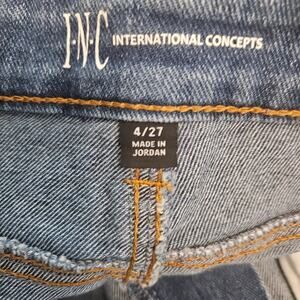 I·N·C INTERNATIONAL CONCEPTS
4/27
MADE IN
JORDAN